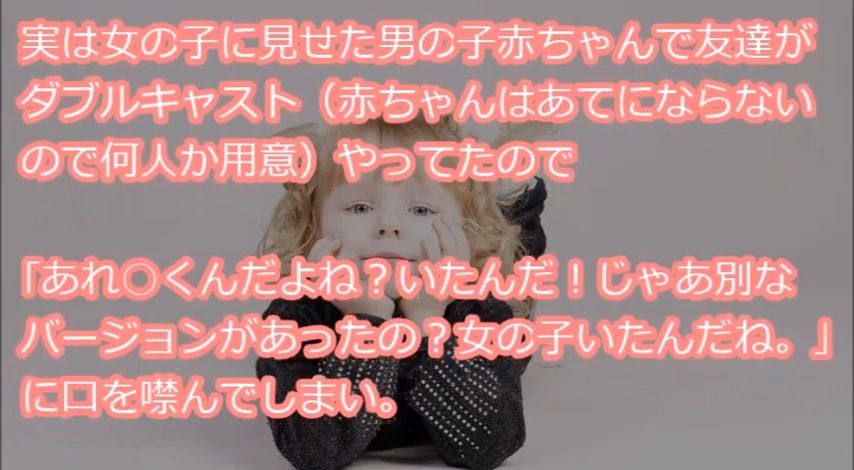 実は女の子に見せた男の子赤ちゃんで友達が
ダブルキャスト（赤ちゃんはあてにならない
ので何人か用意）やってたので
「あれ○くんだよね？いたんだ！じゃあ別な
バージョンがあったの？女の子いたんだね。」
に口を噤んでしまい。